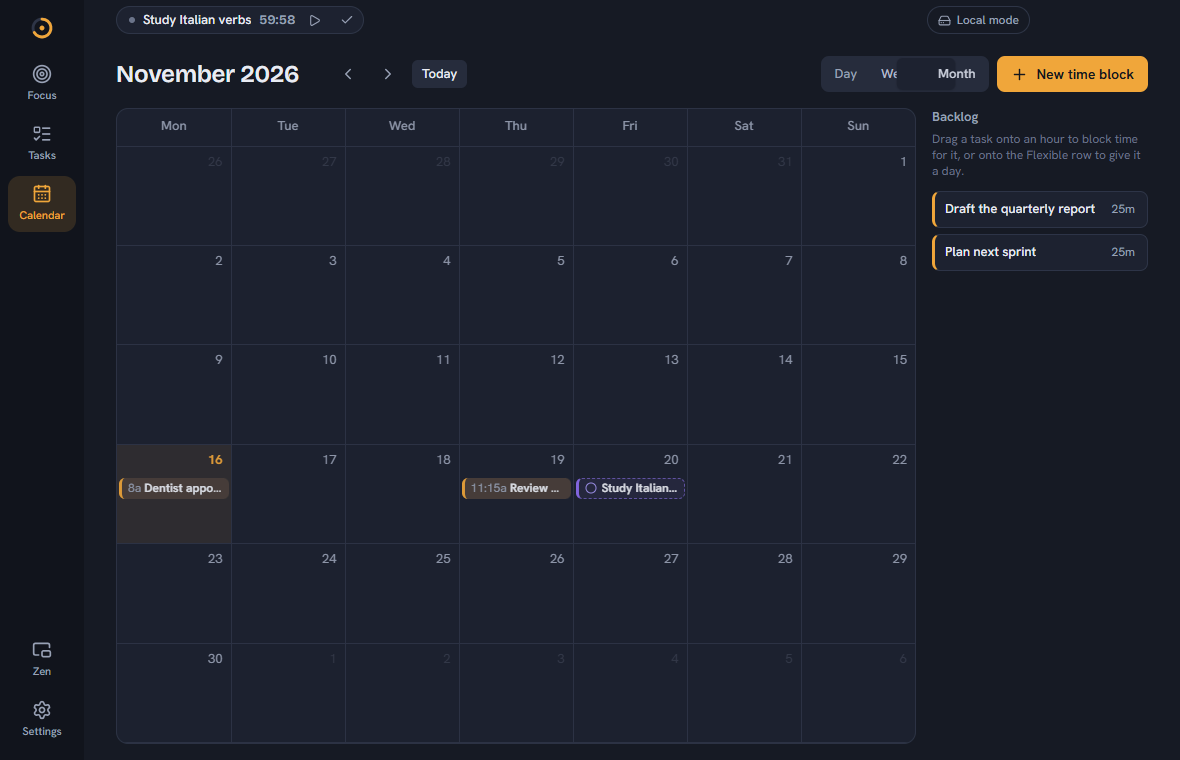 Study Italian verbs 59:58
Local mode
Focus
Tasks
Calendar
Zen
Settings
November 2026
Today
Day We Month
+ New time block
Mon Tue Wed Thu Fri Sat Sun
26 27 28 29 30 31 1
2 3 4 5 6 7 8
9 10 11 12 13 14 15
16 17 18 19 20 21 22
8a Dentist appo... 11:15a Review ... Study Italian...
23 24 25 26 27 28 29
30 1 2 3 4 5 6
Backlog
Drag a task onto an hour to block time
for it, or onto the Flexible row to give it
a day.
Draft the quarterly report 25m
Plan next sprint 25m